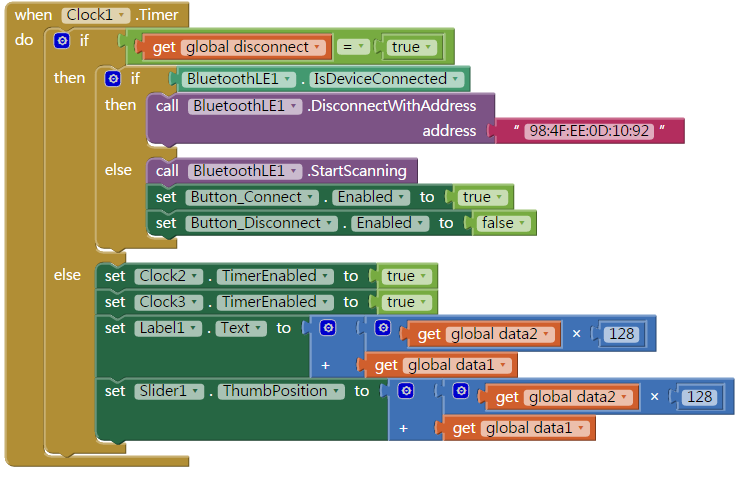 when Clock1 .Timer
do if get global disconnect = true
then if BluetoothLE1 . IsDeviceConnected
then call BluetoothLE1 .DisconnectWithAddress
address " 98:4F:EE:0D:10:92 "
else call BluetoothLE1 .StartScanning
set Button_Connect . Enabled to true
set Button_Disconnect . Enabled to false
else set Clock2 . TimerEnabled to true
set Clock3 . TimerEnabled to true
set Label1 . Text to get global data2 × 128
+ get global data1
set Slider1 . ThumbPosition to get global data2 × 128
+ get global data1